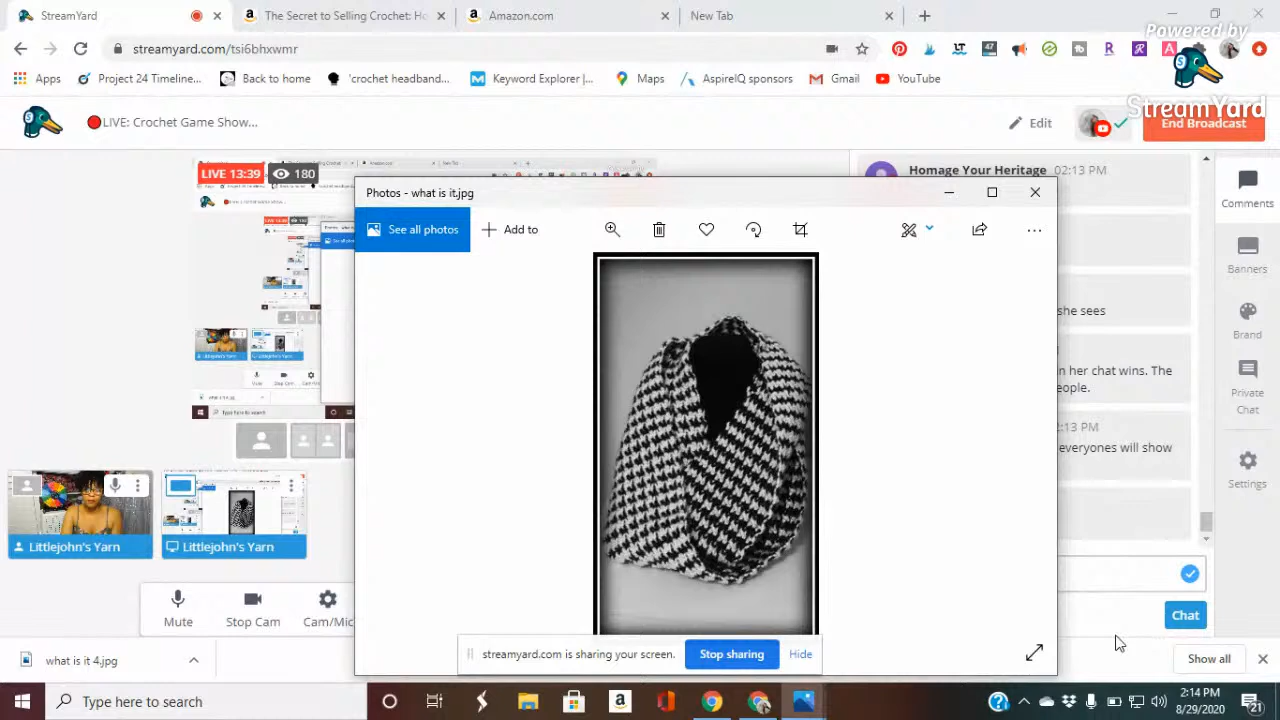 StreamYard
The Secret to Selling Crochet: Ho
Amazon.com
New Tab
Powered by
StreamYard
streamyard.com/tsi6bhxwmr
Apps
Project 24 Timeline...
Back to home
'crochet headband...
Keyword Explorer |...
Maps
AspireIQ sponsors
Gmail
YouTube
LIVE: Crochet Game Show...
Edit
End Broadcast
LIVE 13:39
180
Homage Your Heritage 02:13 PM
Comments
Photos - what is it.jpg
See all photos
Add to
Banners
she sees
Brand
n her chat wins. The
eople.
Private
Chat
:13 PM
everyones will show
Settings
Littlejohn's Yarn
Littlejohn's Yarn
Mute
Stop Cam
Cam/Mic
Chat
streamyard.com is sharing your screen.
Stop sharing
Hide
what is it 4.jpg
Show all
Type here to search
2:14 PM
8/29/2020
21